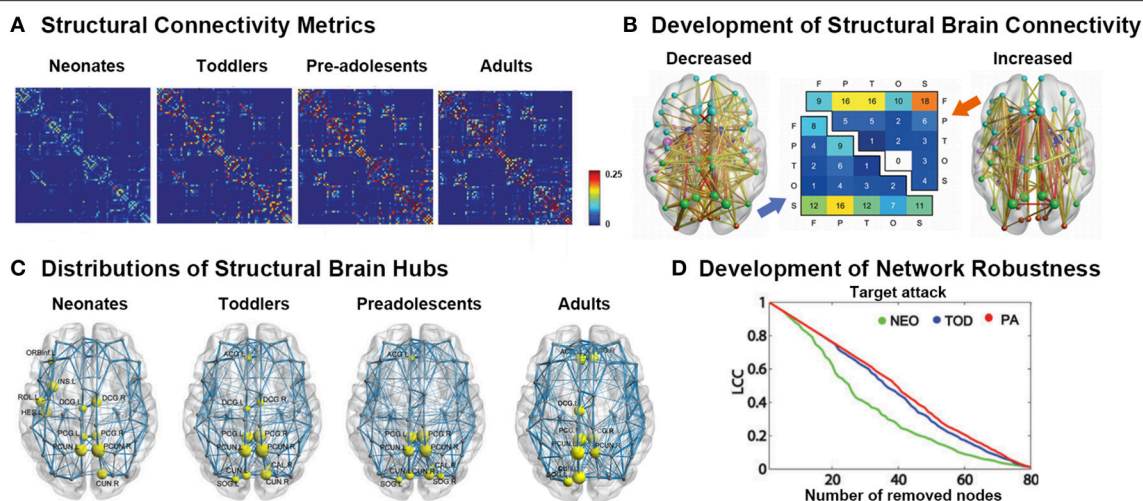 A Structural Connectivity Metrics
Neonates Toddlers Pre-adolesents Adults
0.25
0
B Development of Structural Brain Connectivity
Decreased Increased
F P T O S
9 16 16 10 18 F
5 5 2 6 P
F 8 1 2 3 T
P 4 9 0 3 O
T 2 6 1 4 S
O 1 4 3 2
S 12 16 12 7 11
F P T O S
C Distributions of Structural Brain Hubs
Neonates Toddlers Preadolescents Adults
ORBinf.L
INS.L
ROL.L
HES.L
DCG.L DCG.R
PCG.L PCG.R
PCUN.L PCUN.R
CUN.R
ACG.L
DCG.L DCG.R
PCG.L PCG.R
PCUN.L PCUN.R
CUN.L CAL.R
SOG.L CUN.R
ACG.L
PCG.L PCG.R
PCUN.L PCUN.R
CUN.L CUN.R CAL.R
SOG.L SOG.R
DCG.L
PCUN.R
D Development of Network Robustness
Target attack
NEO TOD PA
LCC
1
0.8
0.6
0.4
0.2
0
20 40 60 80
Number of removed nodes